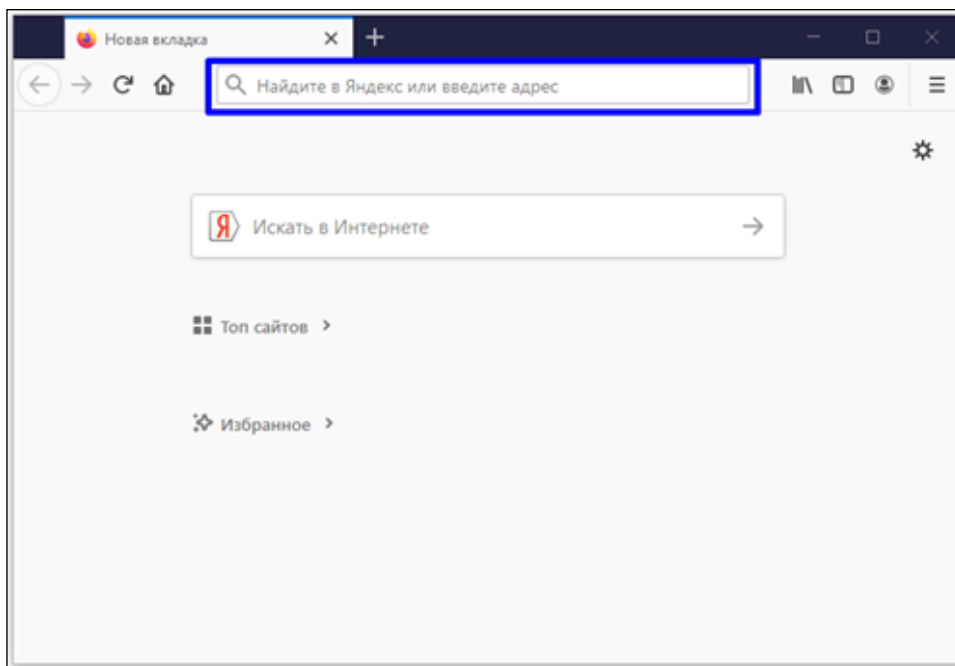 Новая вкладка
Найдите в Яндекс или введите адрес
Я Искать в Интернете
Топ сайтов
Избранное